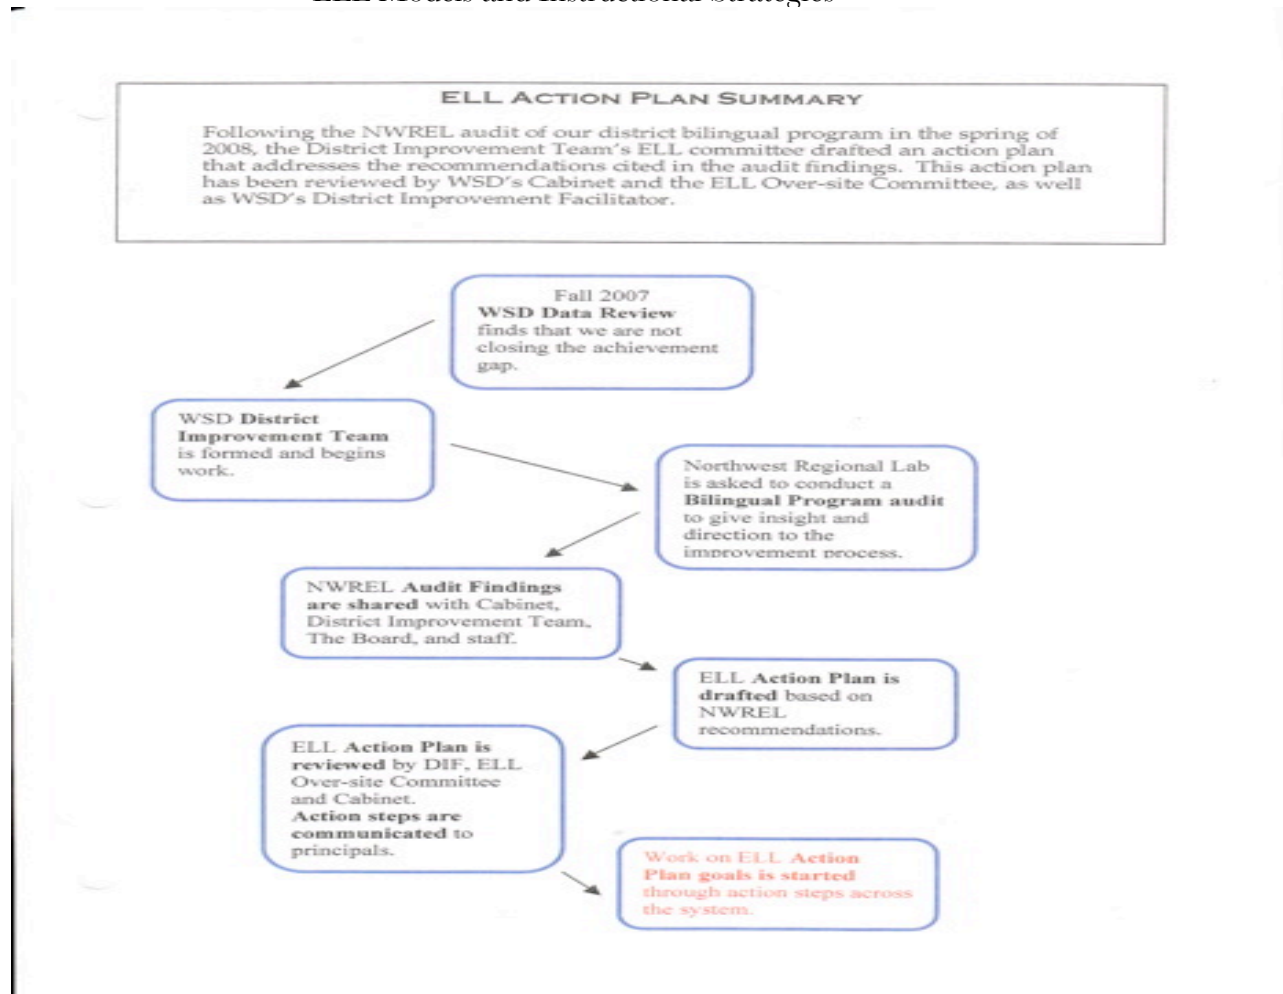 ELL Models and Instructional Strategies
ELL ACTION PLAN SUMMARY
Following the NWREL audit of our district bilingual program in the spring of
2008, the District Improvement Team's ELL committee drafted an action plan
that addresses the recommendations cited in the audit findings. This action plan
has been reviewed by WSD's Cabinet and the ELL Over-site Committee, as well
as WSD's District Improvement Facilitator.
Fall 2007
WSD Data Review
finds that we are not
closing the achievement
gap.
WSD District
Improvement Team
is formed and begins
work.
Northwest Regional Lab
is asked to conduct a
Bilingual Program audit
to give insight and
direction to the
improvement process.
NWREL Audit Findings
are shared with Cabinet,
District Improvement Team,
The Board, and staff.
ELL Action Plan is
drafted based on
NWREL
recommendations.
ELL Action Plan is
reviewed by DIF, ELL
Over-site Committee
and Cabinet.
Action steps are
communicated to
principals.
Work on ELL Action
Plan goals is started
through action steps across
the system.